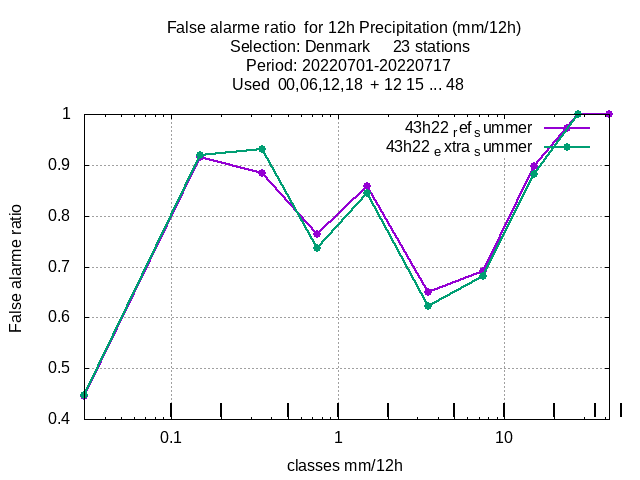 False alarme ratio  for 12h Precipitation (mm/12h)
Selection: Denmark     23 stations
Period: 20220701-20220717
Used  00,06,12,18  + 12 15 ... 48
43h22 ref summer
43h22 extra summer
1
0.9
0.8
0.7
0.6
0.5
0.4
False alarme ratio
0.1 1 10
classes mm/12h